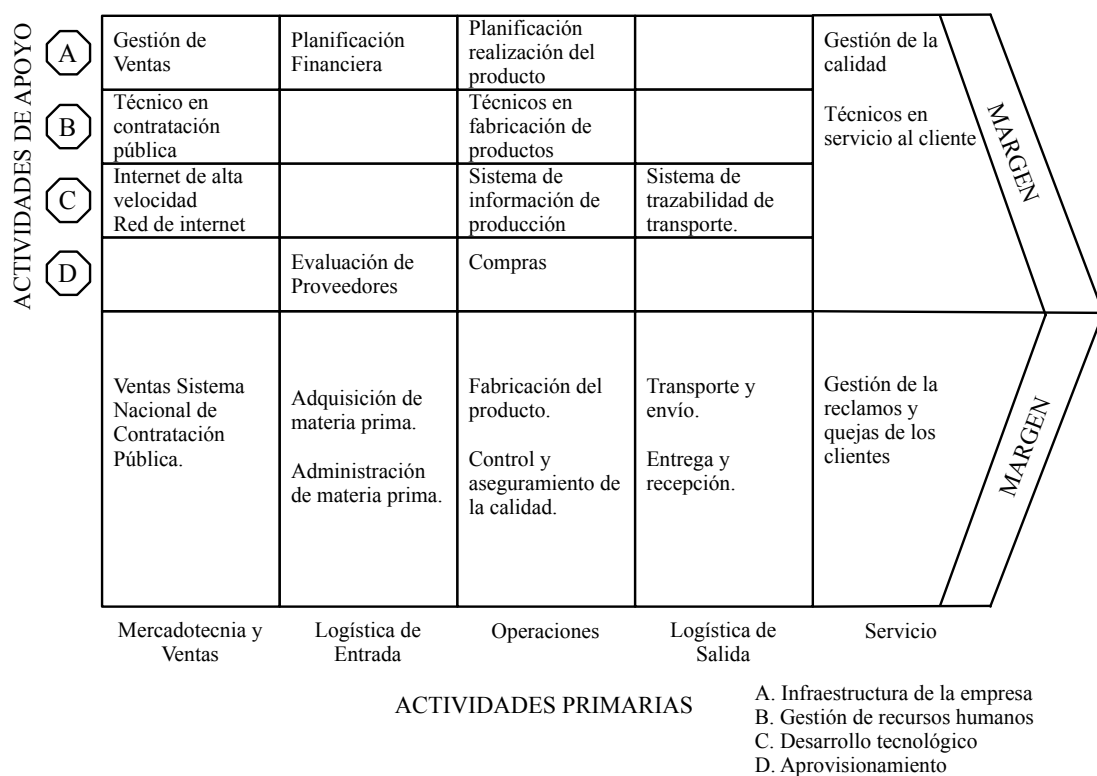 ACTIVIDADES DE APOYO
A
Gestión de
Ventas
Planificación
Financiera
Planificación
realización del
producto
Gestión de la
calidad
Técnicos en
servicio al cliente
MARGEN
B
Técnico en
contratación
pública
Técnicos en
fabricación de
productos
C
Internet de alta
velocidad
Red de internet
Sistema de
información de
producción
Sistema de
trazabilidad de
transporte.
D
Evaluación de
Proveedores
Compras
Ventas Sistema
Nacional de
Contratación
Pública.
Adquisición de
materia prima.
Administración
de materia prima.
Fabricación del
producto.
Control y
aseguramiento de
la calidad.
Transporte y
envío.
Entrega y
recepción.
Gestión de la
reclamos y
quejas de los
clientes
MARGEN
Mercadotecnia y
Ventas
Logística de
Entrada
Operaciones
Logística de
Salida
Servicio
ACTIVIDADES PRIMARIAS
A. Infraestructura de la empresa
B. Gestión de recursos humanos
C. Desarrollo tecnológico
D. Aprovisionamiento